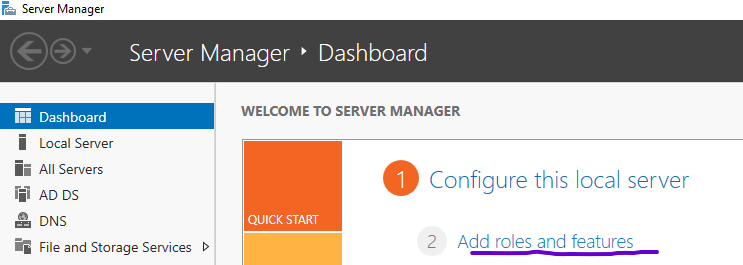 Server Manager
Server Manager ‣ Dashboard
Dashboard
Local Server
All Servers
AD DS
DNS
File and Storage Services
WELCOME TO SERVER MANAGER
QUICK START
1 Configure this local server
2 Add roles and features